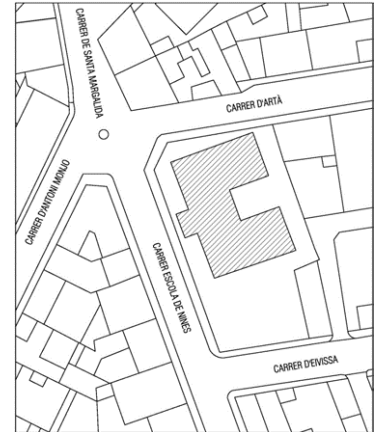 CARRER DE SANTA MARGALIDA
CARRER D'ARTÀ
CARRER D'ANTONI MONJO
CARRER ESCOLA DE NINES
CARRER D'EIVISSA